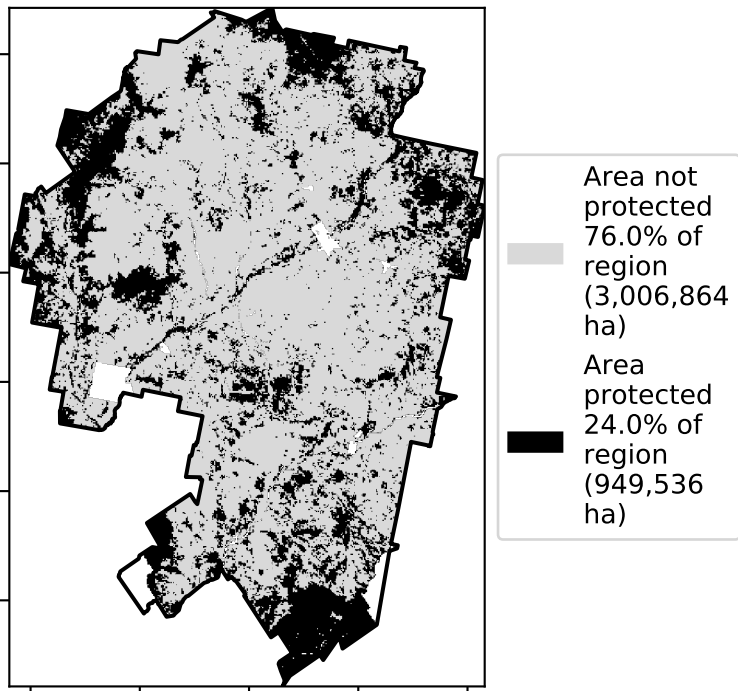 Area not
protected
76.0% of
region
(3,006,864
ha)
Area
protected
24.0% of
region
(949,536
ha)